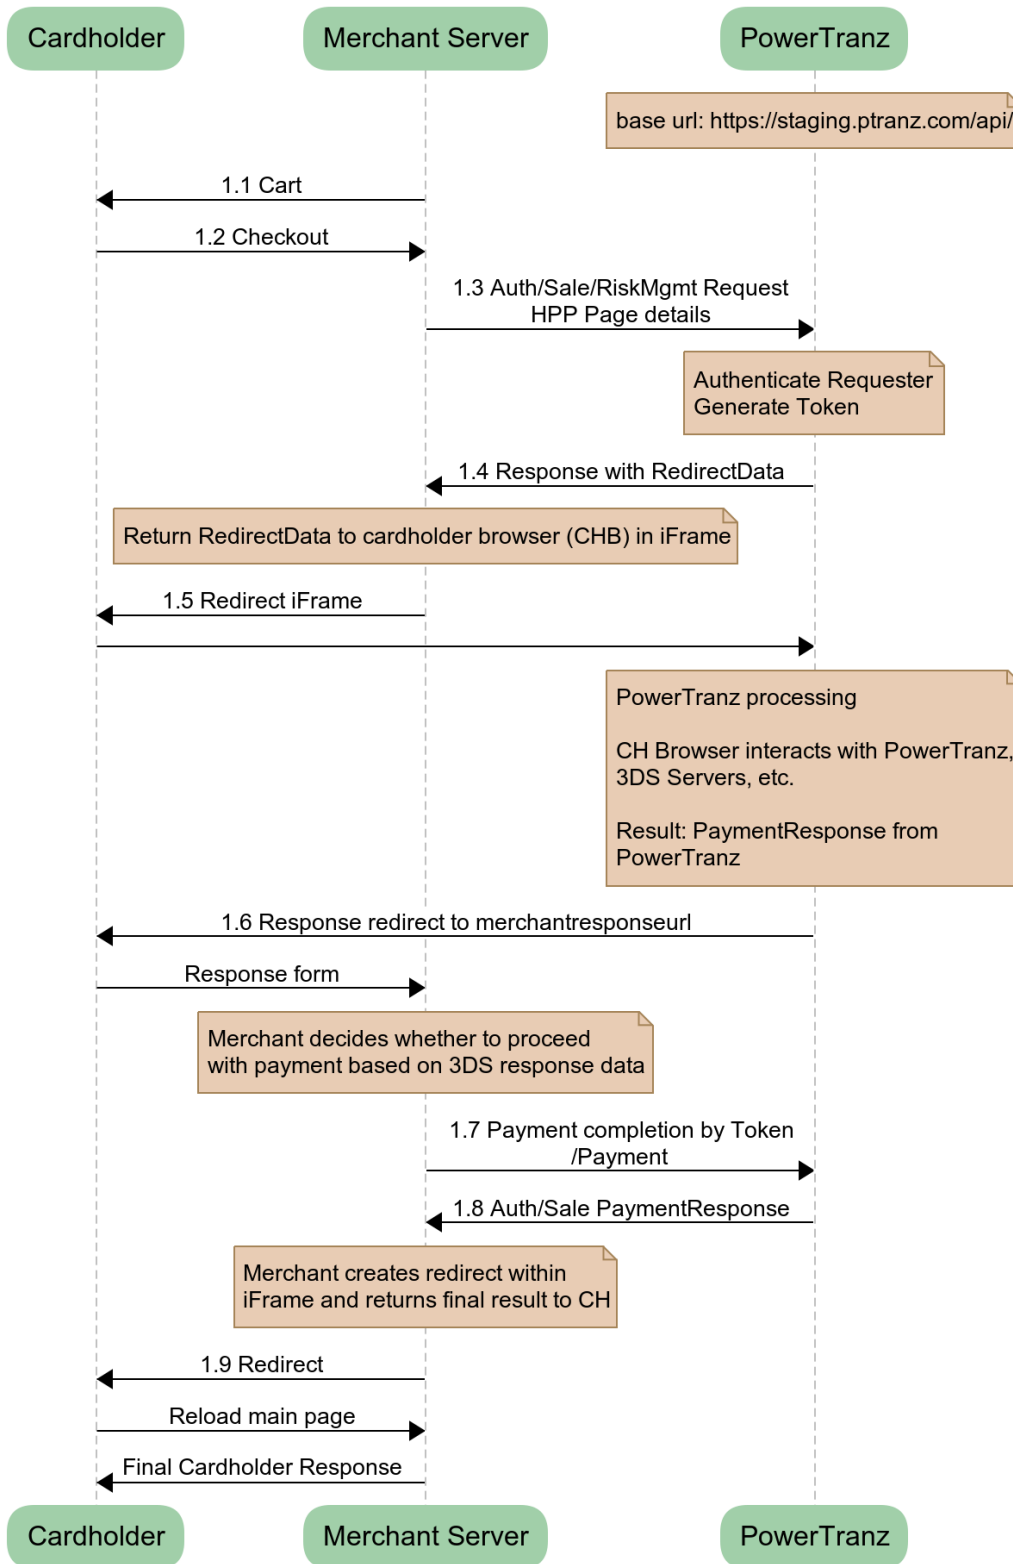 Cardholder
Merchant Server
PowerTranz
base url: https://staging.ptranz.com/api/
1.1 Cart
1.2 Checkout
1.3 Auth/Sale/RiskMgmt Request
HPP Page details
Authenticate Requester
Generate Token
1.4 Response with RedirectData
Return RedirectData to cardholder browser (CHB) in iFrame
1.5 Redirect iFrame
PowerTranz processing
CH Browser interacts with PowerTranz,
3DS Servers, etc.
Result: PaymentResponse from
PowerTranz
1.6 Response redirect to merchantresponseurl
Response form
Merchant decides whether to proceed
with payment based on 3DS response data
1.7 Payment completion by Token
/Payment
1.8 Auth/Sale PaymentResponse
Merchant creates redirect within
iFrame and returns final result to CH
1.9 Redirect
Reload main page
Final Cardholder Response
Cardholder
Merchant Server
PowerTranz